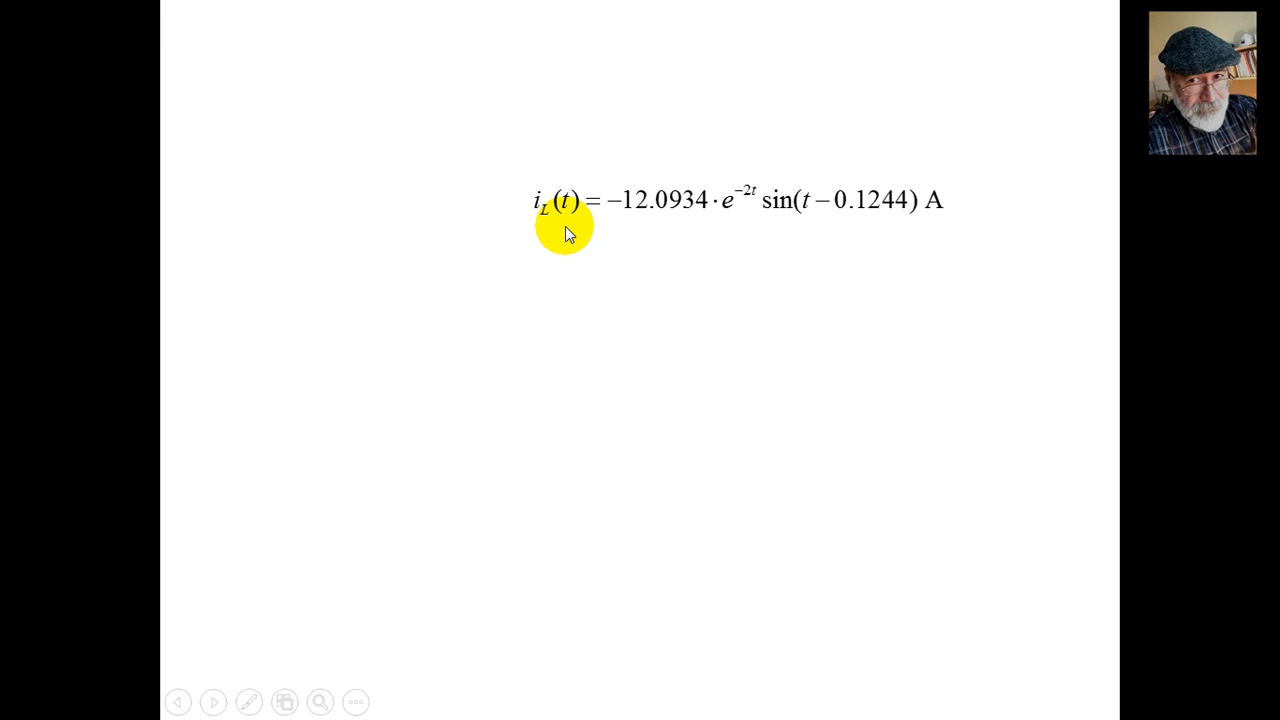 i_L(t) = −12.0934 · e^{−2t} sin(t − 0.1244) A